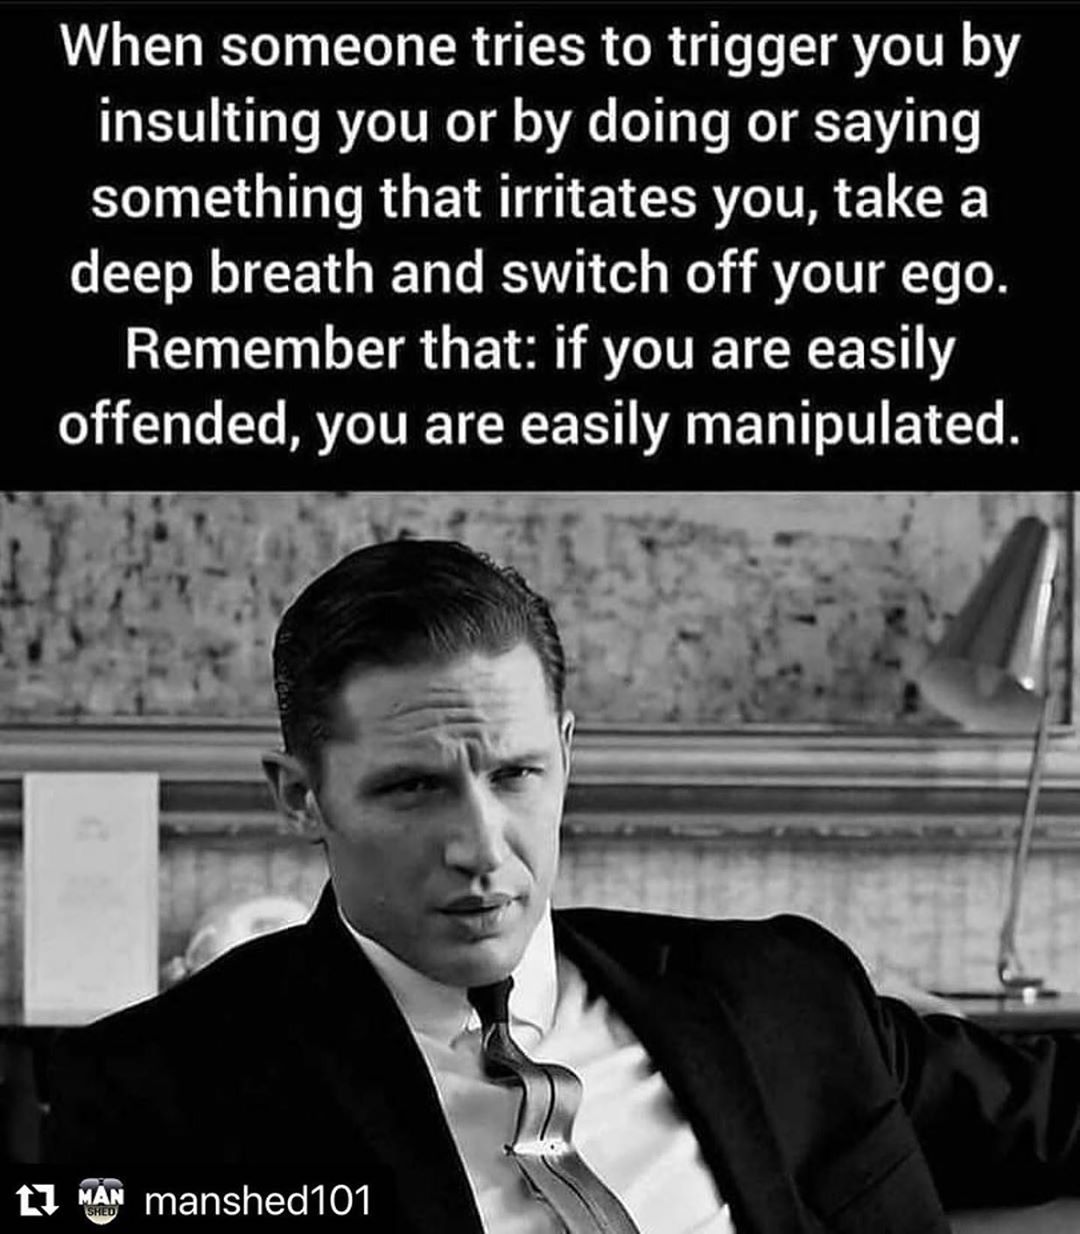 When someone tries to trigger you by
insulting you or by doing or saying
something that irritates you, take a
deep breath and switch off your ego.
Remember that: if you are easily
offended, you are easily manipulated.
MAN
SHED
manshed101